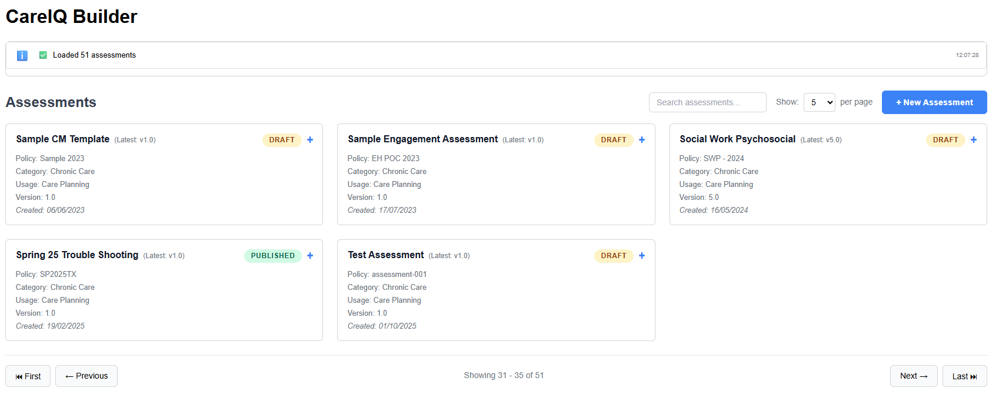 CareIQ Builder
Loaded 51 assessments
12:07:28
Assessments
Search assessments...
Show: 5 per page
+ New Assessment
Sample CM Template (Latest: v1.0) DRAFT +
Policy: Sample 2023
Category: Chronic Care
Usage: Care Planning
Version: 1.0
Created: 06/06/2023
Sample Engagement Assessment (Latest: v1.0) DRAFT +
Policy: EH POC 2023
Category: Chronic Care
Usage: Care Planning
Version: 1.0
Created: 17/07/2023
Social Work Psychosocial (Latest: v5.0) DRAFT +
Policy: SWP - 2024
Category: Chronic Care
Usage: Care Planning
Version: 5.0
Created: 16/05/2024
Spring 25 Trouble Shooting (Latest: v1.0) PUBLISHED +
Policy: SP2025TX
Category: Chronic Care
Usage: Care Planning
Version: 1.0
Created: 19/02/2025
Test Assessment (Latest: v1.0) DRAFT +
Policy: assessment-001
Category: Chronic Care
Usage: Care Planning
Version: 1.0
Created: 01/10/2025
⏮ First
← Previous
Showing 31 - 35 of 51
Next →
Last ⏭